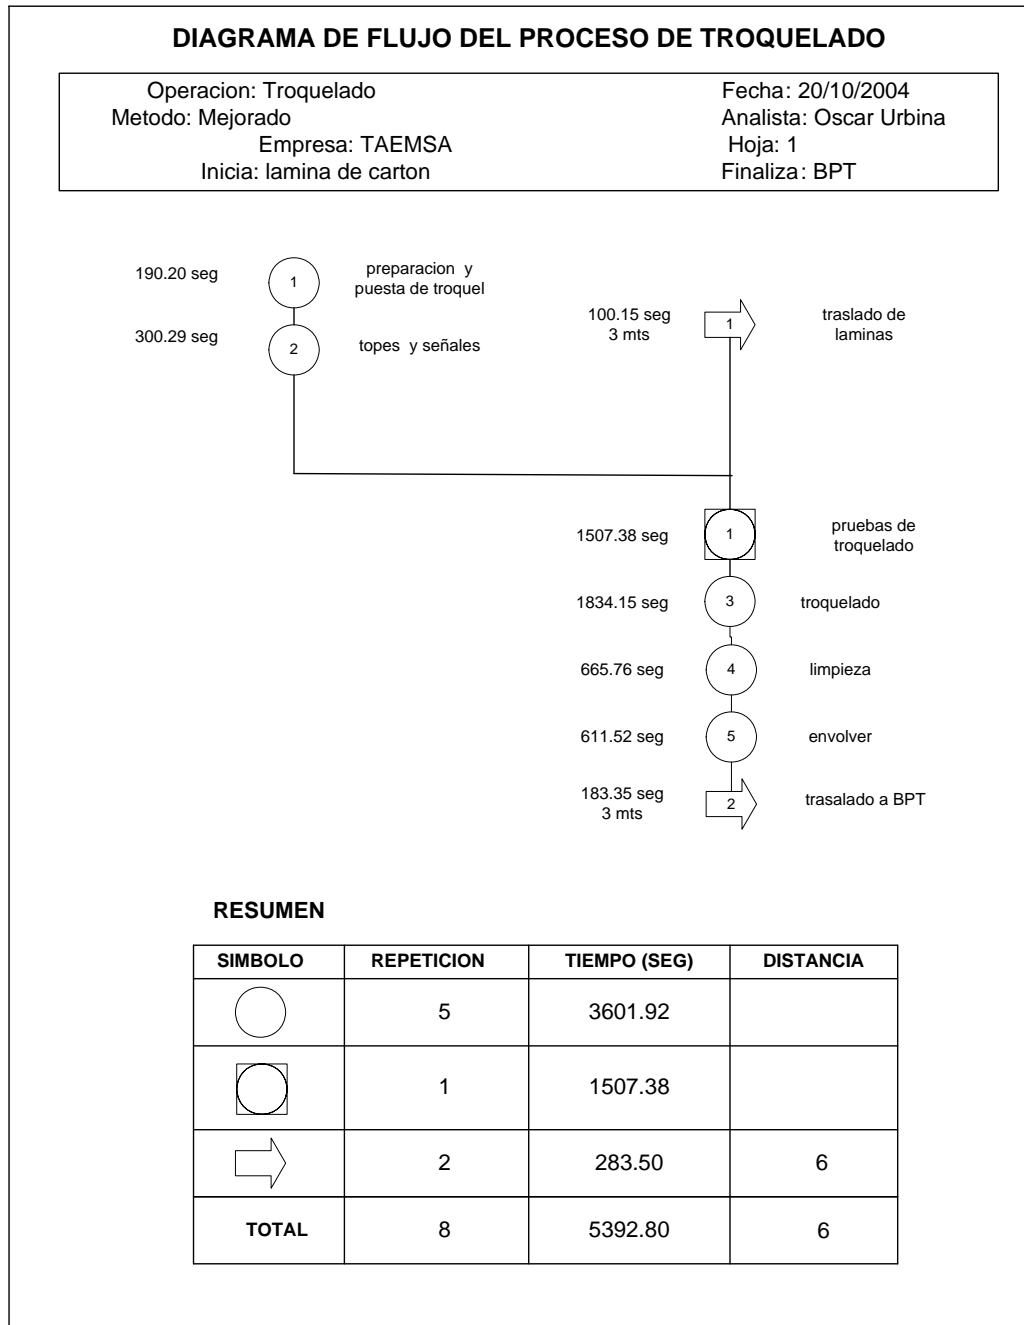 DIAGRAMA DE FLUJO DEL PROCESO DE TROQUELADO
Operacion: Troquelado
Fecha: 20/10/2004
Metodo: Mejorado
Analista: Oscar Urbina
Empresa: TAEMSA
Hoja: 1
Inicia: lamina de carton
Finaliza: BPT
190.20 seg
1
preparacion y
puesta de troquel
300.29 seg
2
topes y señales
100.15 seg
3 mts
1
traslado de
laminas
1507.38 seg
1
pruebas de
troquelado
1834.15 seg
3
troquelado
665.76 seg
4
limpieza
611.52 seg
5
envolver
183.35 seg
3 mts
2
trasalado a BPT
RESUMEN
SIMBOLO REPETICION TIEMPO (SEG) DISTANCIA
5 3601.92
1 1507.38
2 283.50 6
TOTAL 8 5392.80 6